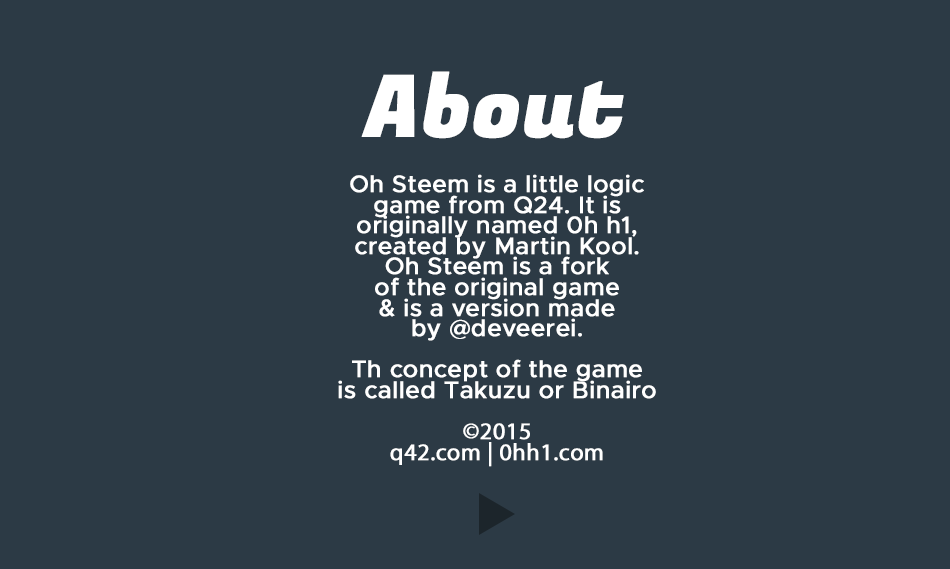 About
Oh Steem is a little logic
game from Q24. It is
originally named 0h h1,
created by Martin Kool.
Oh Steem is a fork
of the original game
& is a version made
by @deveerei.
Th concept of the game
is called Takuzu or Binairo
©2015
q42.com | 0hh1.com